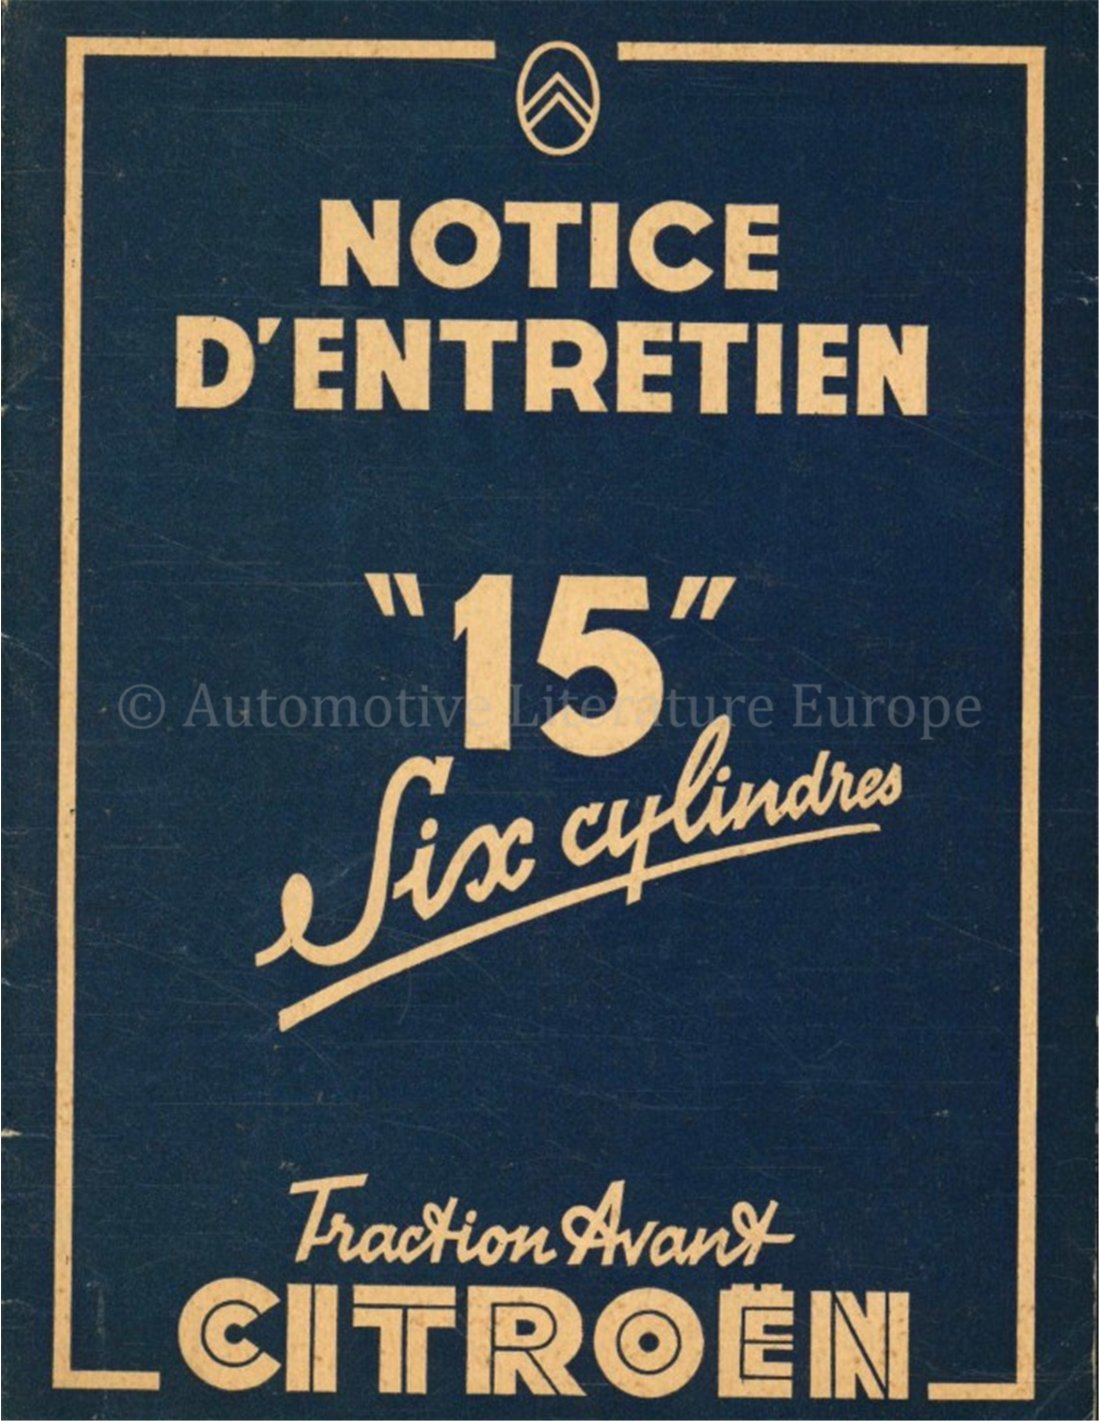 NOTICE
D'ENTRETIEN
"15"
© Automotive Literature Europe
Six cylindres
Traction Avant
CITROËN